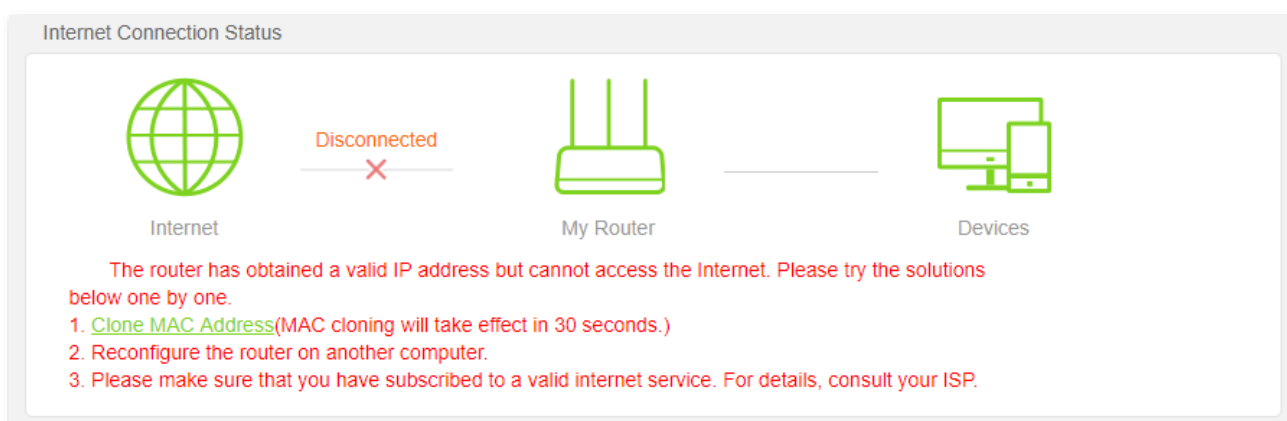 Internet Connection Status
Disconnected
Internet
My Router
Devices
The router has obtained a valid IP address but cannot access the Internet. Please try the solutions
below one by one.
1. Clone MAC Address(MAC cloning will take effect in 30 seconds.)
2. Reconfigure the router on another computer.
3. Please make sure that you have subscribed to a valid internet service. For details, consult your ISP.